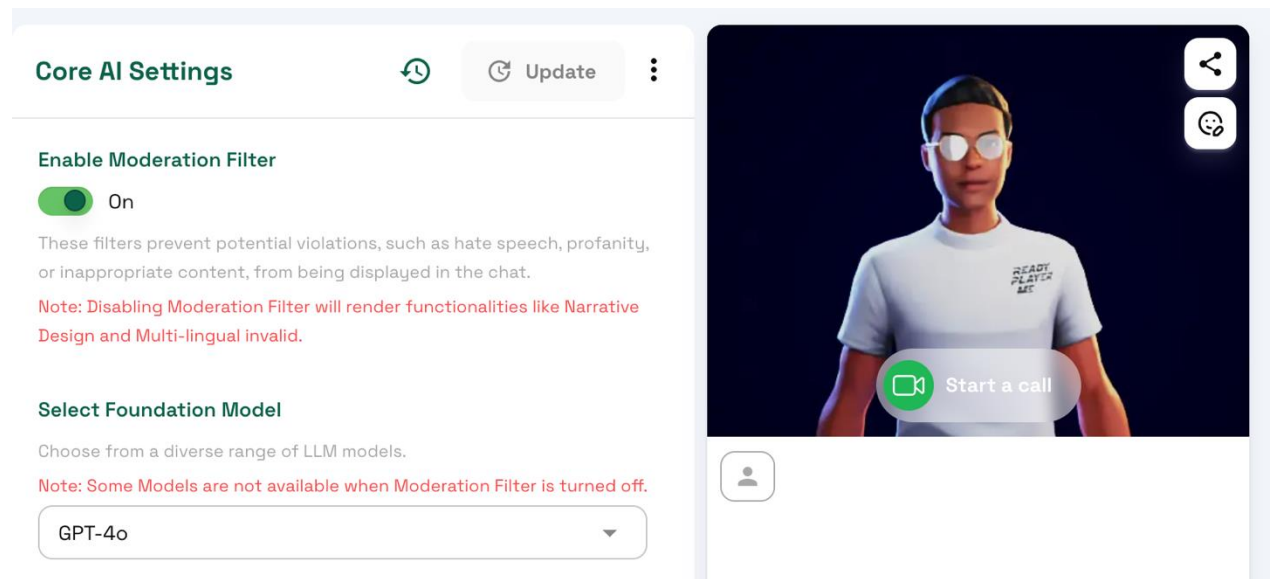 Core AI Settings
Update
Enable Moderation Filter
On
These filters prevent potential violations, such as hate speech, profanity,
or inappropriate content, from being displayed in the chat.
Note: Disabling Moderation Filter will render functionalities like Narrative
Design and Multi-lingual invalid.
Select Foundation Model
Choose from a diverse range of LLM models.
Note: Some Models are not available when Moderation Filter is turned off.
GPT-4o
READY
PLAYER
ME
Start a call